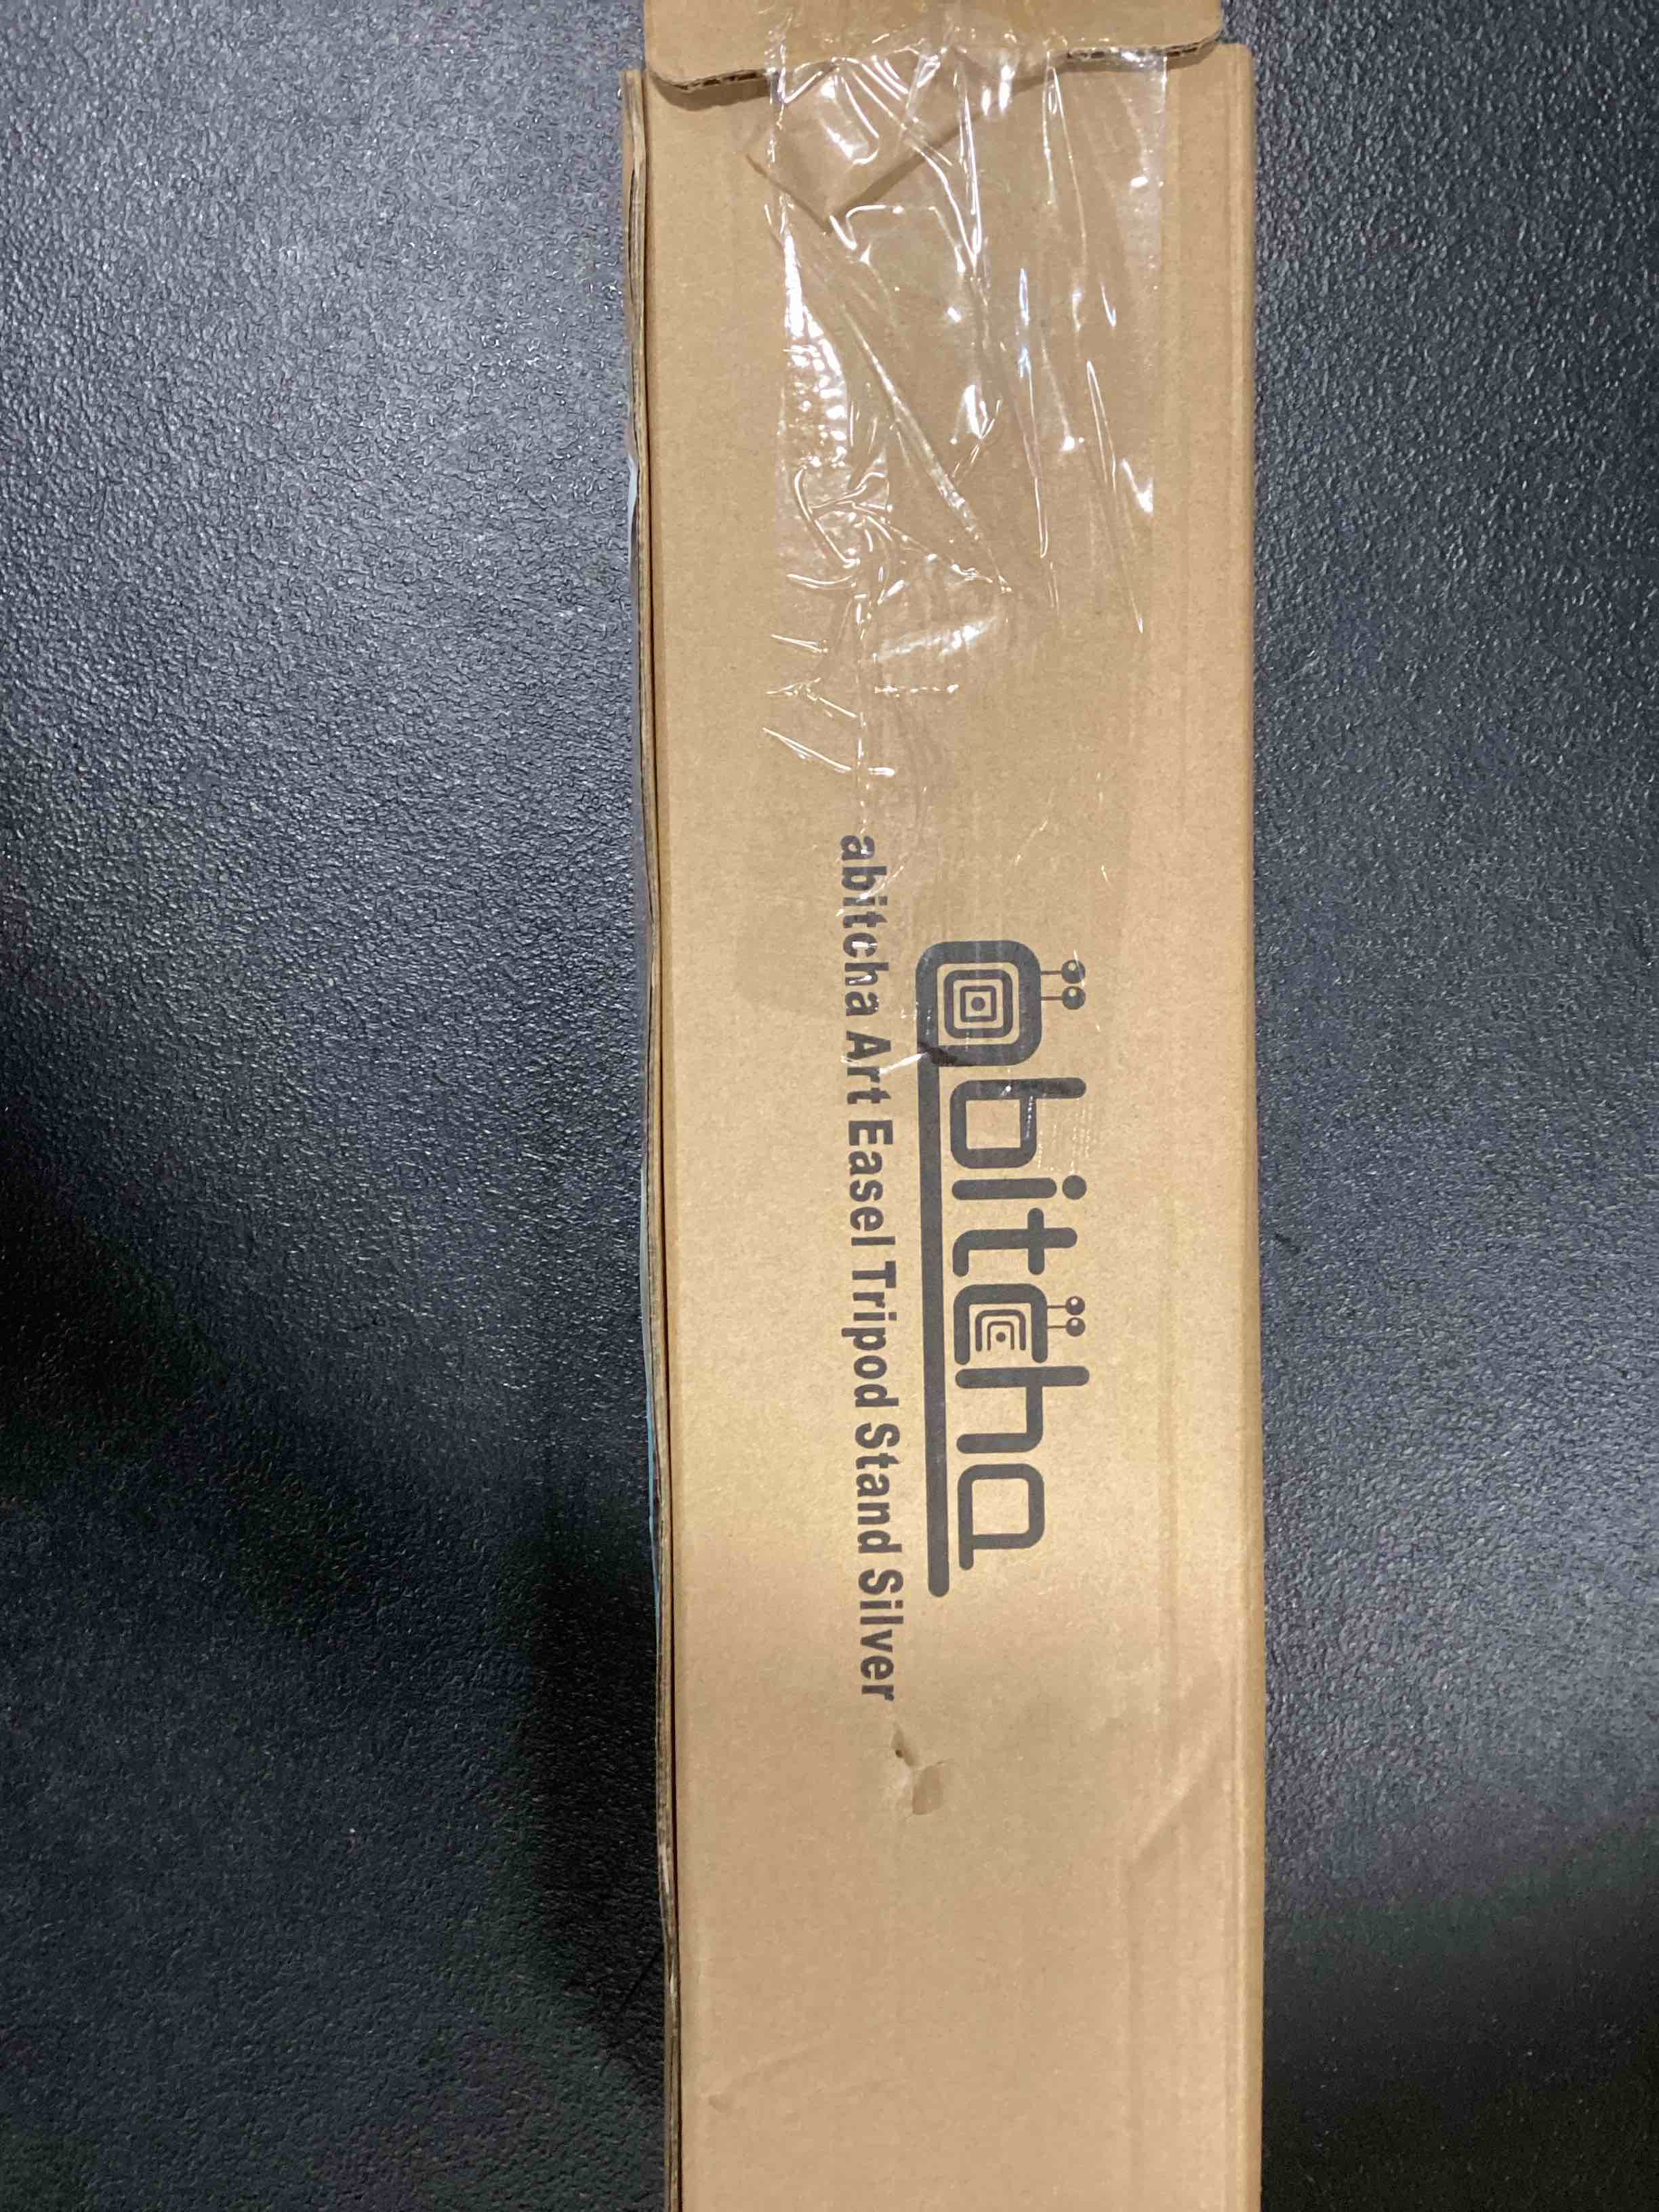 abitcha
abitcha Art Easel Tripod Stand Silver